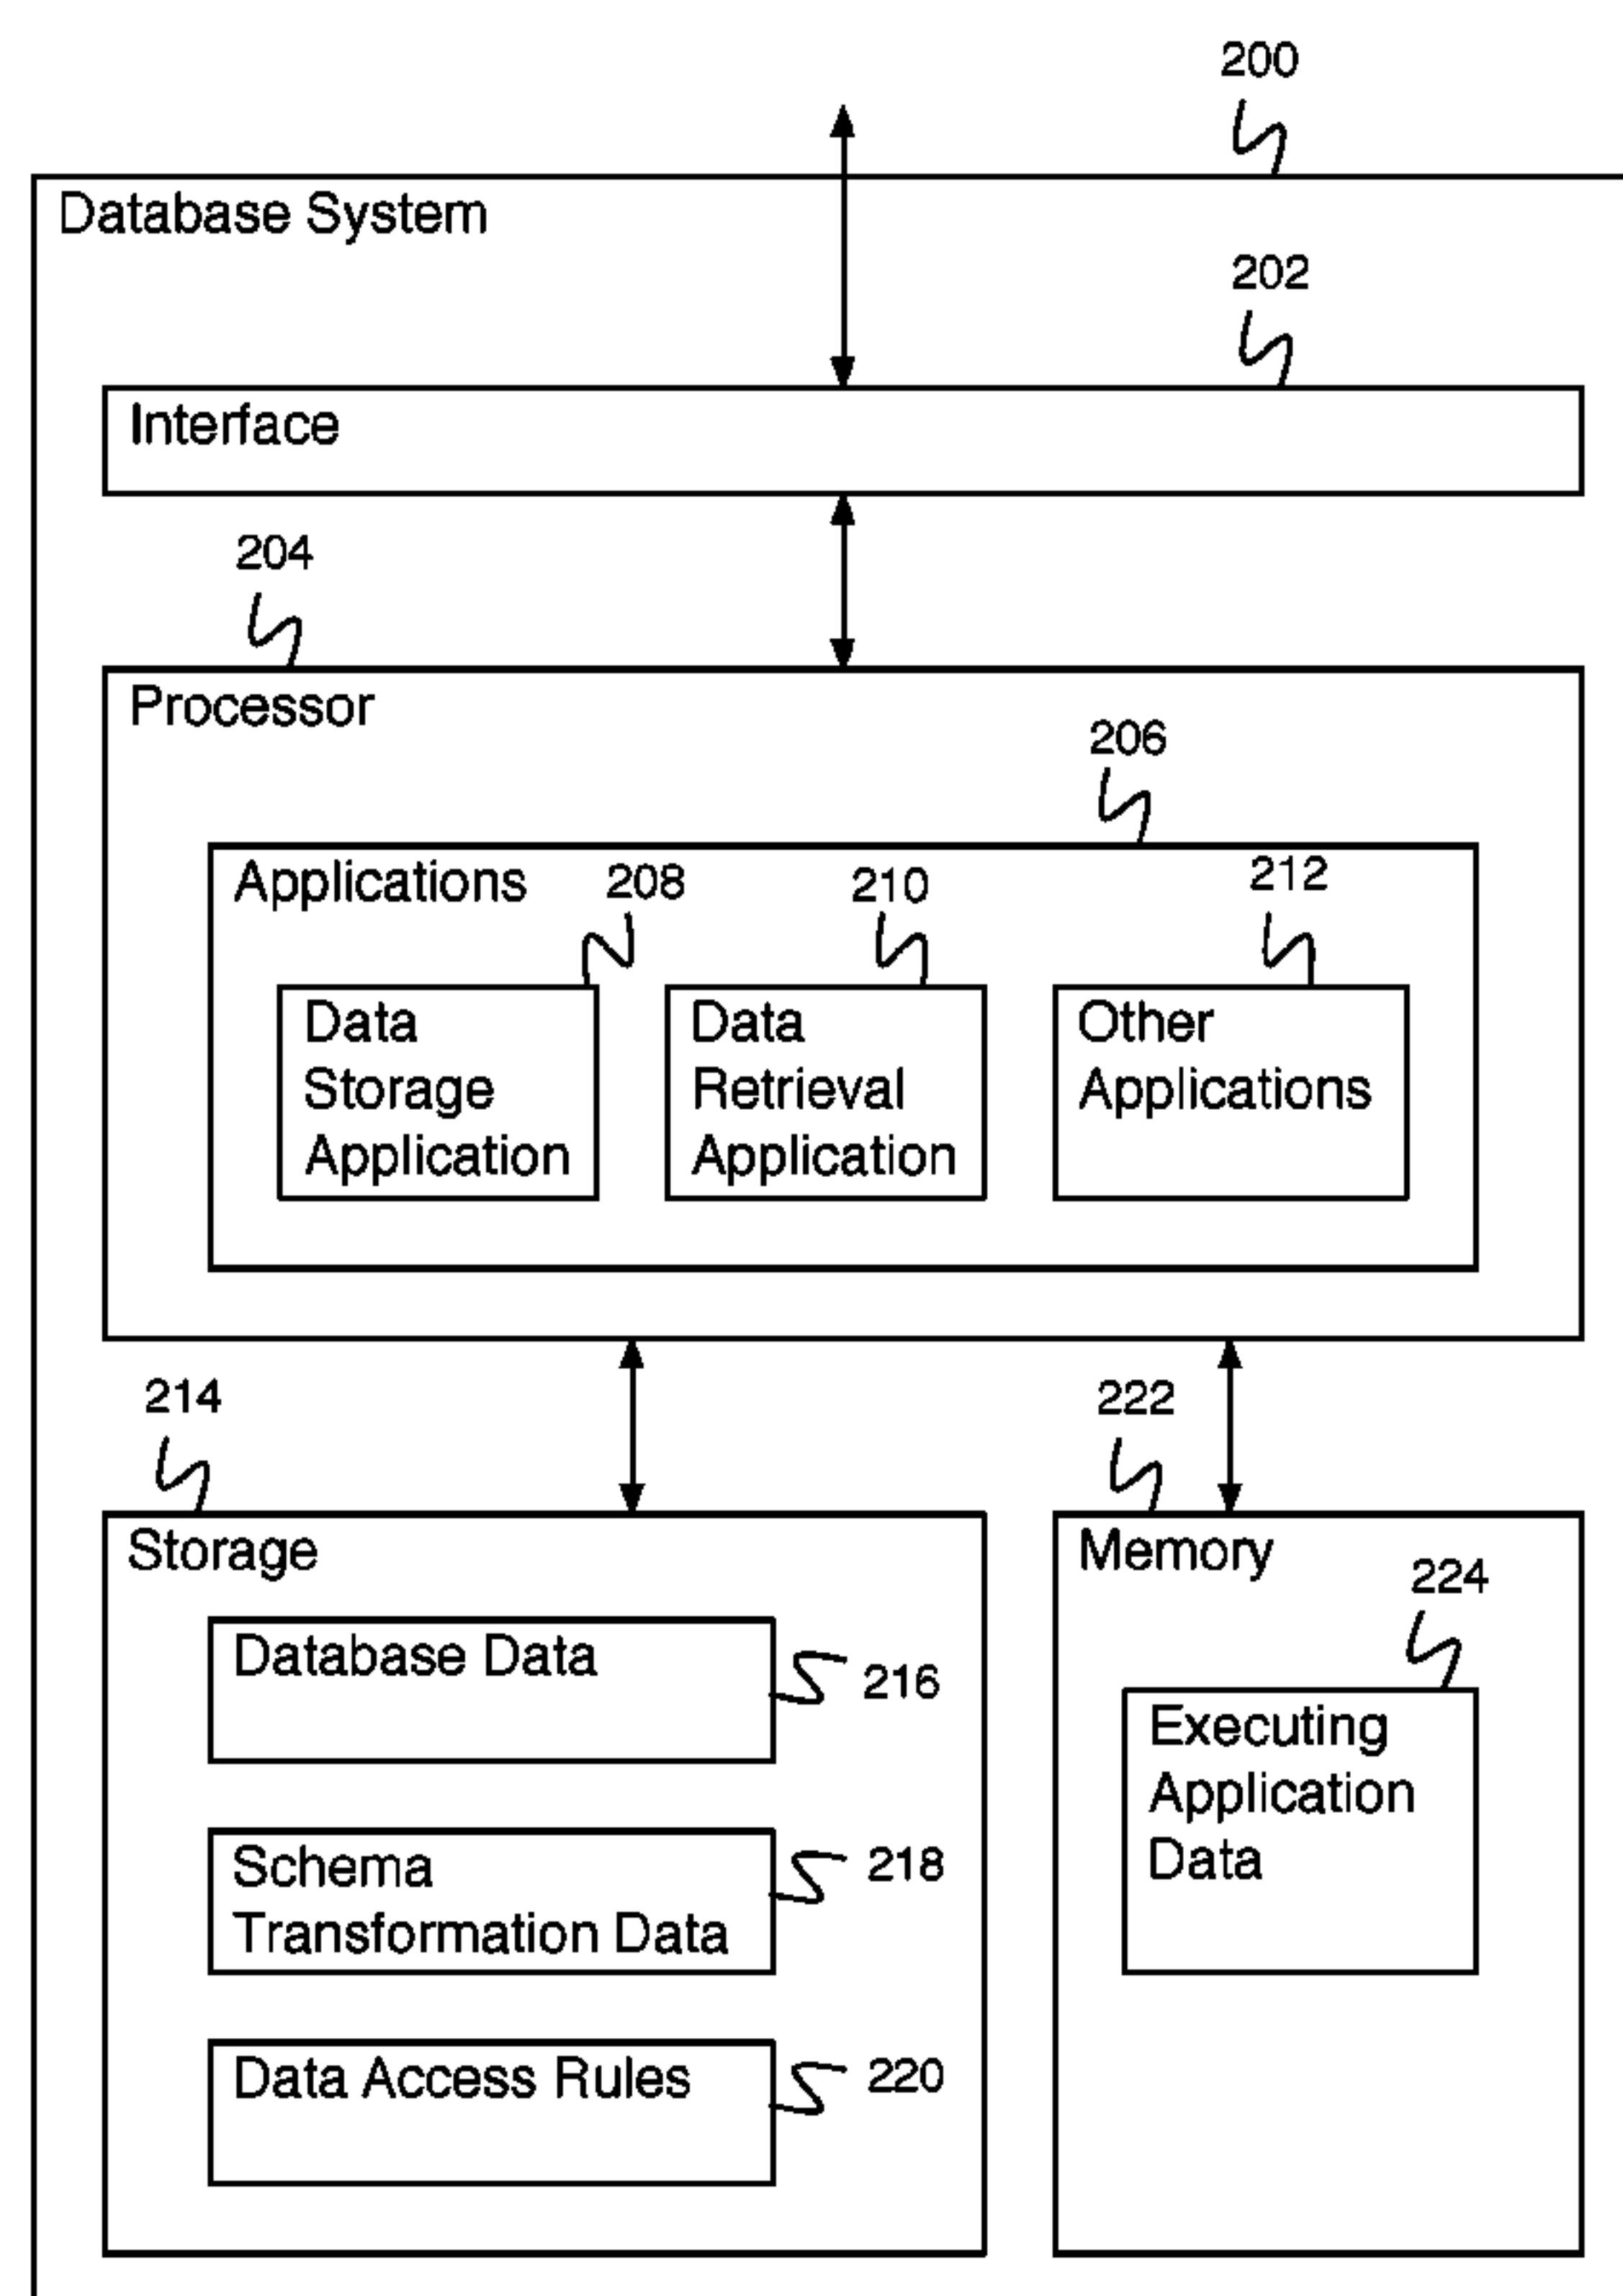 200
Database System
202
Interface
204
Processor
206
Applications
208
210
212
Data
Storage
Application
Data
Retrieval
Application
Other
Applications
214
222
Storage
Database Data
216
Schema
Transformation Data
218
Data Access Rules
220
Memory
224
Executing
Application
Data